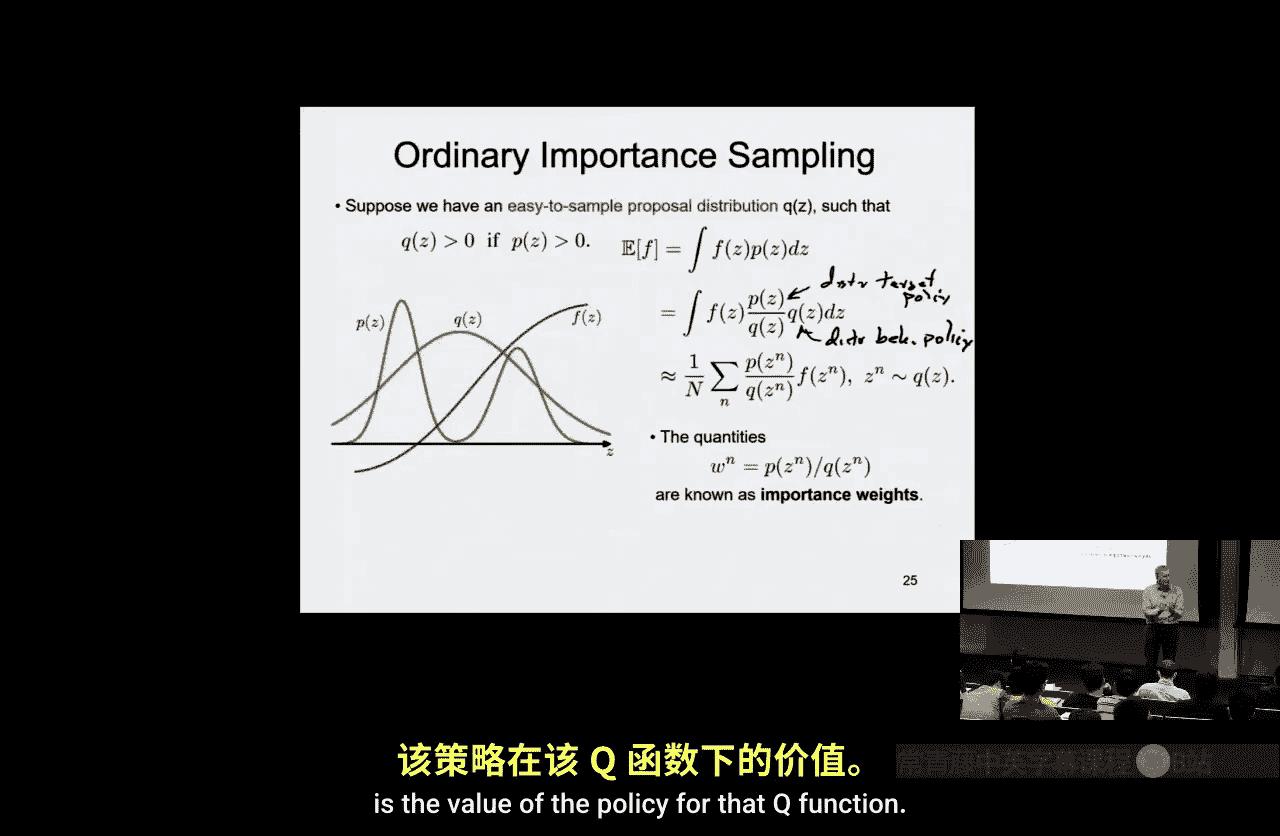 Ordinary Importance Sampling
• Suppose we have an easy-to-sample proposal distribution q(z), such that
q(z) > 0 if p(z) > 0.
𝔼[f] = ∫ f(z)p(z)dz
= ∫ f(z) p(z)/q(z) q(z)dz
distr target policy
distr beh. policy
≈ 1/N ∑n p(zⁿ)/q(zⁿ) f(zⁿ), zⁿ ∼ q(z).
p(z)
q(z)
f(z)
z
• The quantities
wⁿ = p(zⁿ)/q(zⁿ)
are known as importance weights.
25
该策略在该 Q 函数下的价值。
is the value of the policy for that Q function.